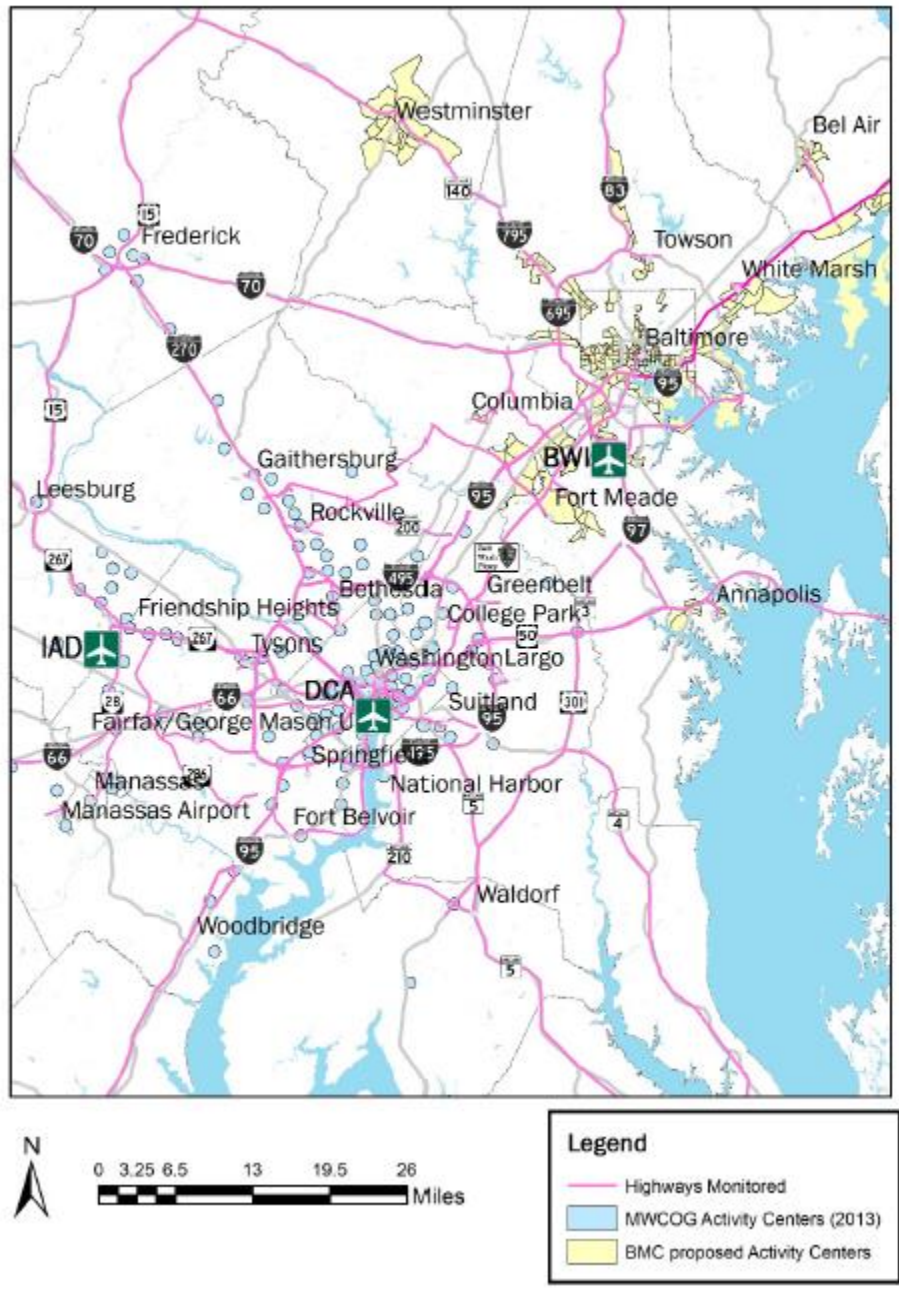 Westminster
Bel Air
140
83
15
795
70
Frederick
Towson
White Marsh
70
695
270
Baltimore
95
15
Columbia
BWI
Gaithersburg
Leesburg
95
Fort Meade
Rockville
200
97
267
495
Greenbelt
Bethesda
Annapolis
Friendship Heights
College Park
3
IAD
267
Tysons
50
Washington
Largo
DCA
66
28
Suitland
301
95
Fairfax/George Mason U
66
Springfie
495
Manassas
286
National Harbor
5
Manassas Airport
Fort Belvoir
4
95
210
Waldorf
Woodbridge
5
N
0 3.25 6.5 13 19.5 26
Miles
Legend
Highways Monitored
MWCOG Activity Centers (2013)
BMC proposed Activity Centers